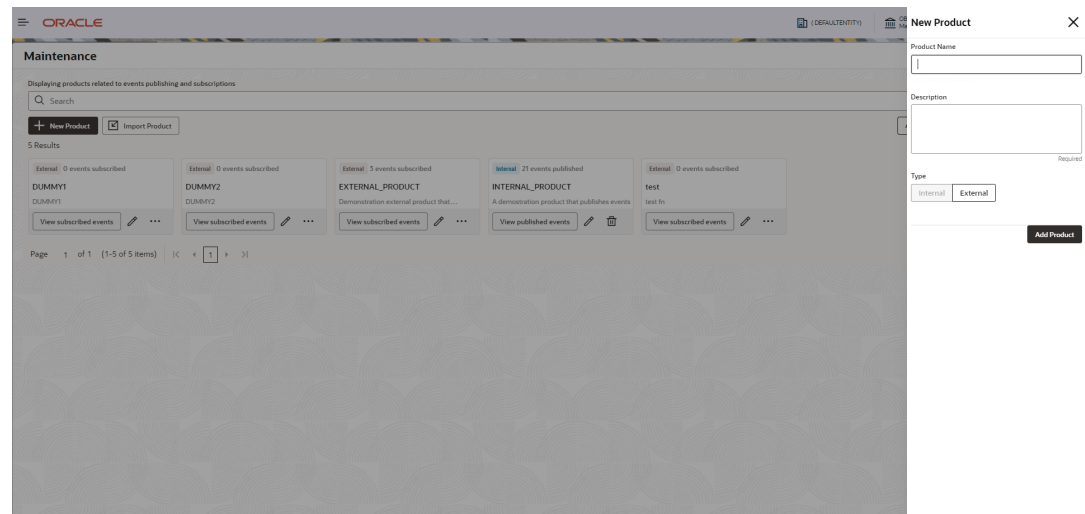 ORACLE
( DEFAULTENTITY)
Maintenance
Displaying products related to events publishing and subscriptions
Search
New Product
Import Product
5 Results
External 0 events subscribed
DUMMY1
DUMMY1
View subscribed events
External 0 events subscribed
DUMMY2
DUMMY2
View subscribed events
External 3 events subscribed
EXTERNAL_PRODUCT
Demonstration external product that....
View subscribed events
Internal 21 events published
INTERNAL_PRODUCT
A demostration product that publishes events
View published events
External 0 events subscribed
test
test fn
View subscribed events
Page 1 of 1 (1-5 of 5 items) 1
New Product
Product Name
Description
Required
Type
Internal External
Add Product